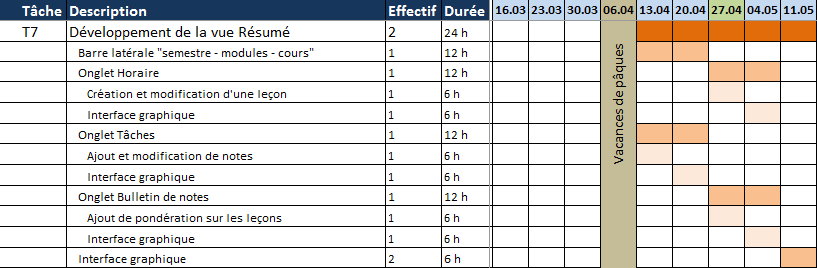 Tâche Description Effectif Durée 16.03 23.03 30.03 06.04 13.04 20.04 27.04 04.05 11.05
T7 Développement de la vue Résumé 2 24 h
Barre latérale "semestre - modules - cours" 1 12 h
Onglet Horaire 1 12 h
Création et modification d'une leçon 1 6 h
Interface graphique 1 6 h
Onglet Tâches 1 12 h
Ajout et modification de notes 1 6 h
Interface graphique 1 6 h
Onglet Bulletin de notes 1 12 h
Ajout de pondération sur les leçons 1 6 h
Interface graphique 1 6 h
Interface graphique 2 6 h
Vacances de pâques